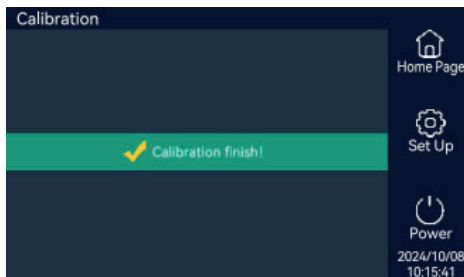 Calibration
Calibration finish!
Home Page
Set Up
Power
2024/10/08
10:15:41